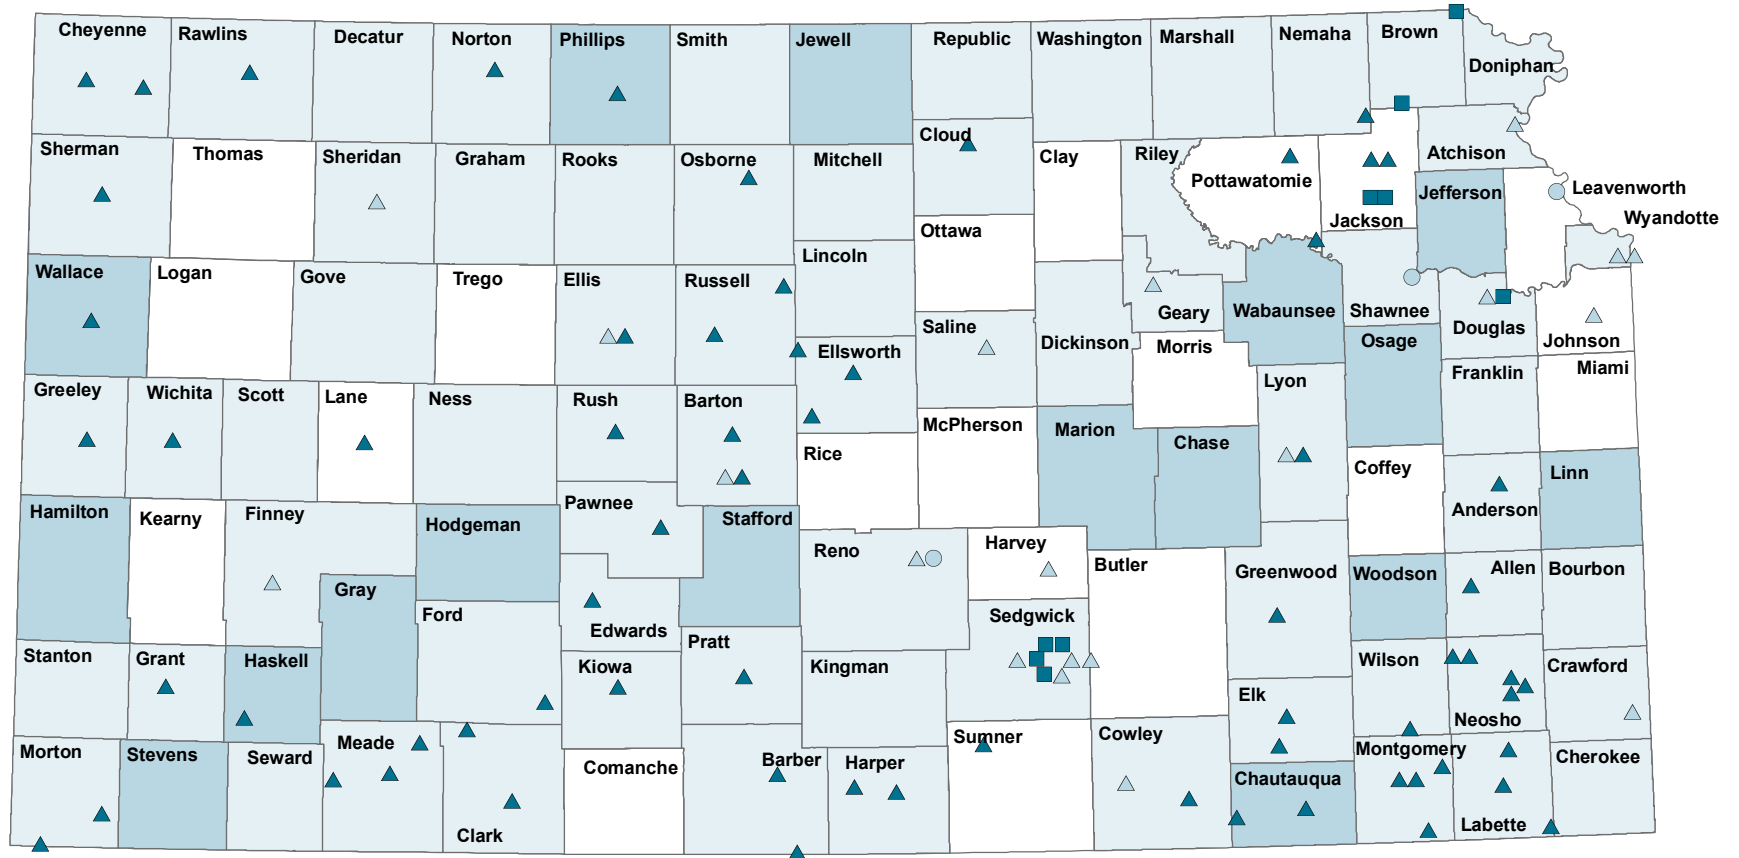 Cheyenne
Rawlins
Decatur
Norton
Phillips
Smith
Jewell
Republic
Washington
Marshall
Nemaha
Brown
Doniphan
Sherman
Thomas
Sheridan
Graham
Rooks
Osborne
Mitchell
Cloud
Clay
Riley
Pottawatomie
Jackson
Atchison
Jefferson
Leavenworth
Wyandotte
Wallace
Logan
Gove
Trego
Ellis
Russell
Lincoln
Ottawa
Saline
Dickinson
Geary
Morris
Wabaunsee
Shawnee
Osage
Douglas
Johnson
Greeley
Wichita
Scott
Lane
Ness
Rush
Barton
Ellsworth
Rice
McPherson
Marion
Chase
Lyon
Coffey
Franklin
Miami
Anderson
Linn
Hamilton
Kearny
Finney
Hodgeman
Pawnee
Stafford
Reno
Harvey
Butler
Greenwood
Woodson
Allen
Bourbon
Gray
Ford
Edwards
Sedgwick
Stanton
Grant
Haskell
Kiowa
Pratt
Kingman
Elk
Wilson
Neosho
Crawford
Morton
Stevens
Seward
Meade
Clark
Comanche
Barber
Harper
Sumner
Cowley
Chautauqua
Montgomery
Labette
Cherokee